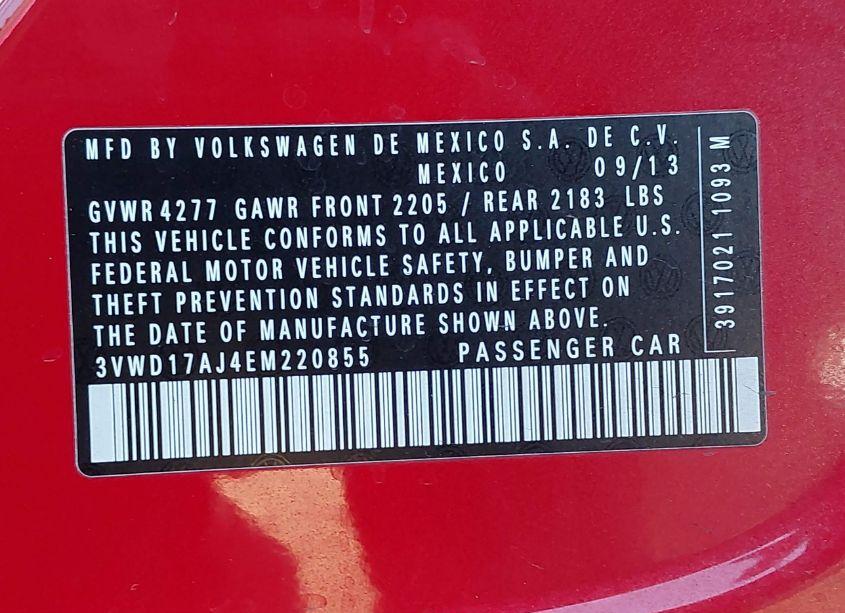 MFD BY VOLKSWAGEN DE MEXICO S.A. DE C.V.
MEXICO 09/13
GVWR 4277 GAWR FRONT 2205 / REAR 2183 LBS
THIS VEHICLE CONFORMS TO ALL APPLICABLE U.S.
FEDERAL MOTOR VEHICLE SAFETY, BUMPER AND
THEFT PREVENTION STANDARDS IN EFFECT ON
THE DATE OF MANUFACTURE SHOWN ABOVE.
3VWD17AJ4EM220855 PASSENGER CAR
3917021 1093 M